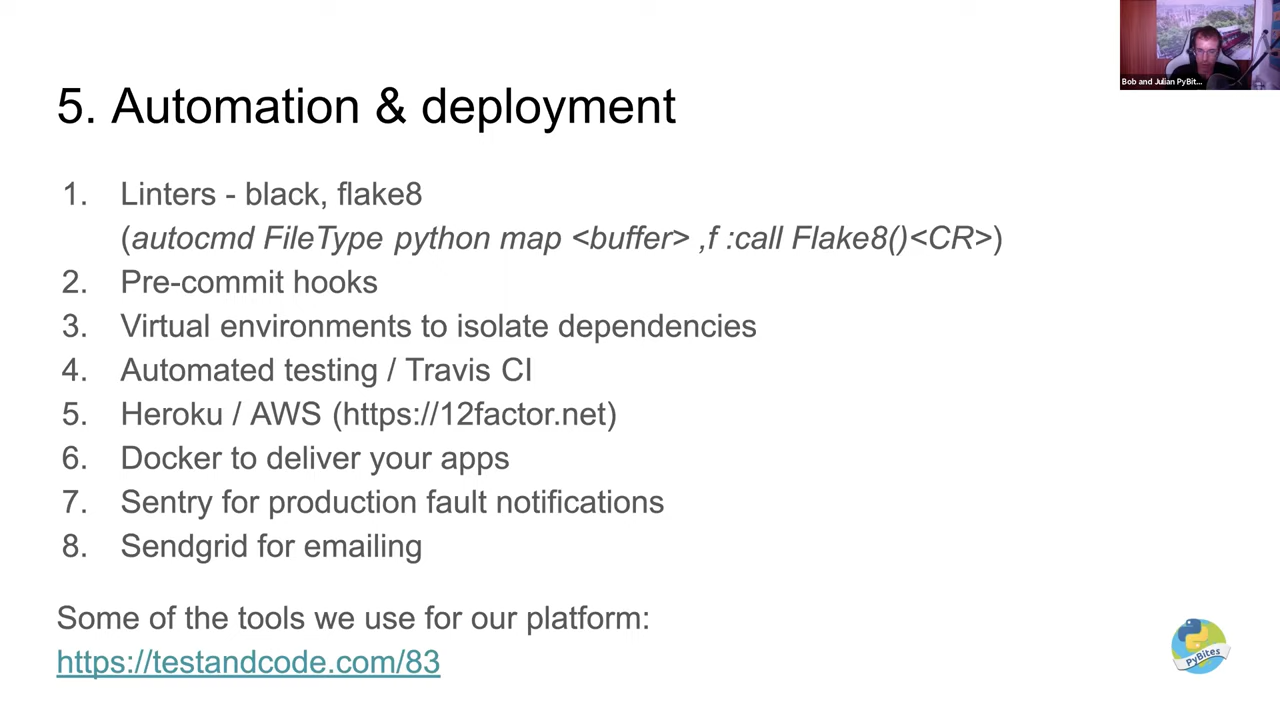 Bob and Julian PyBit...
5. Automation & deployment
1. Linters - black, flake8
(autocmd FileType python map <buffer> ,f :call Flake8()<CR>)
2. Pre-commit hooks
3. Virtual environments to isolate dependencies
4. Automated testing / Travis CI
5. Heroku / AWS (https://12factor.net)
6. Docker to deliver your apps
7. Sentry for production fault notifications
8. Sendgrid for emailing
Some of the tools we use for our platform:
https://testandcode.com/83
PyBites